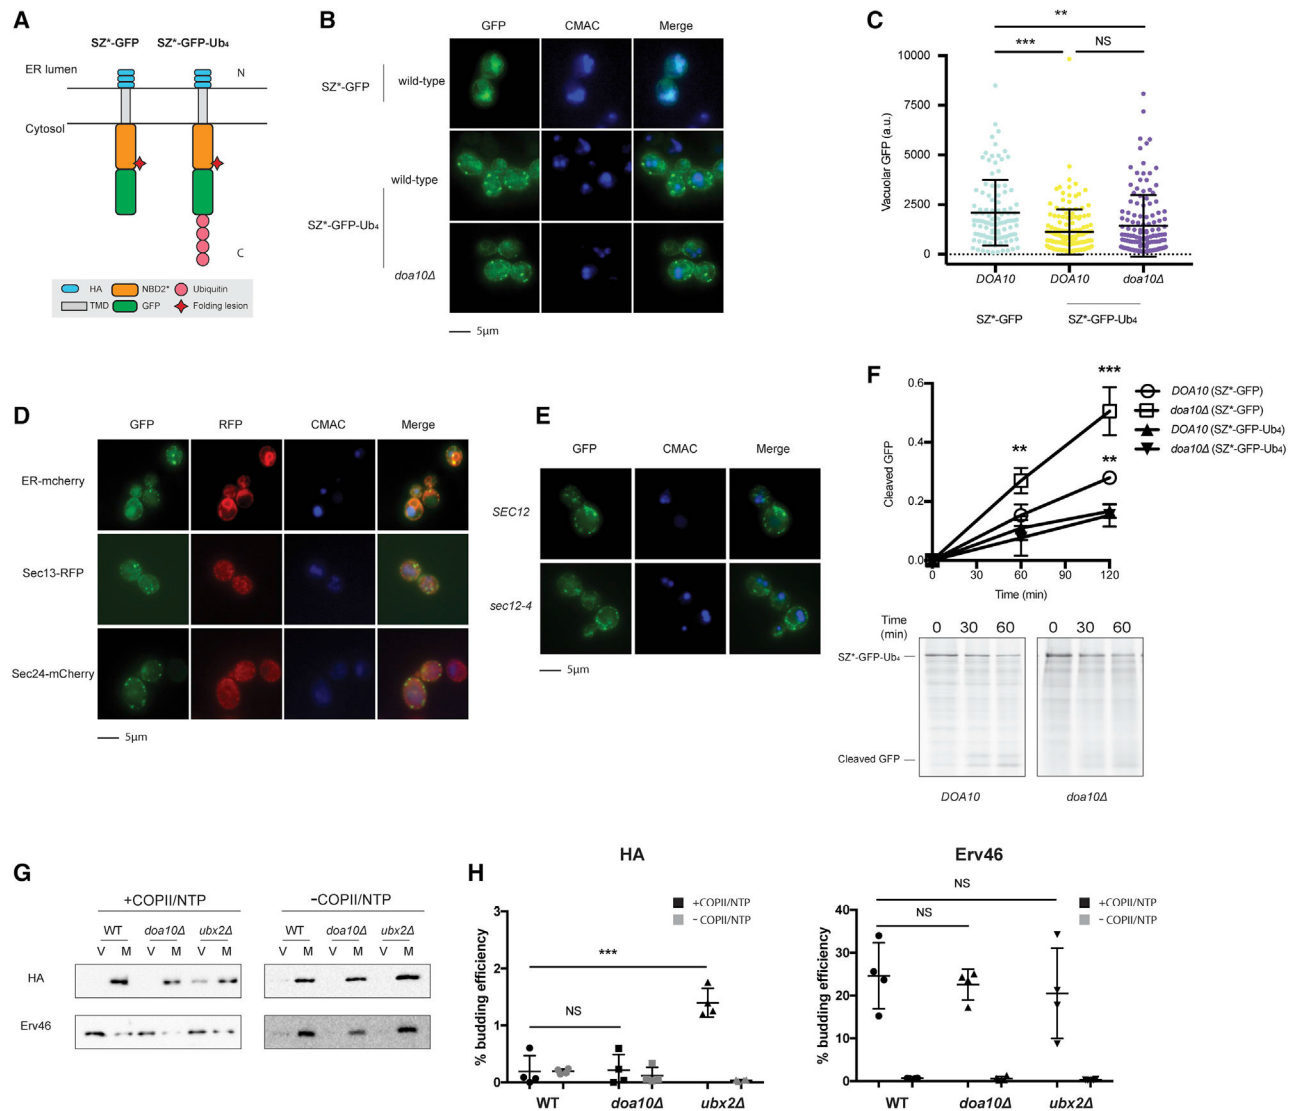 A
SZ*-GFP SZ*-GFP-Ub₄
ER lumen
N
Cytosol
C
HA NBD2* Ubiquitin
TMD GFP Folding lesion
B
GFP CMAC Merge
SZ*-GFP
wild-type
wild-type
SZ*-GFP-Ub₄
doa10Δ
5μm
C
**
*** NS
Vacuolar GFP (a.u.)
10000
7500
5000
2500
0
DOA10 DOA10 doa10Δ
SZ*-GFP SZ*-GFP-Ub₄
D
GFP RFP CMAC Merge
ER-mcherry
Sec13-RFP
Sec24-mCherry
5μm
E
GFP CMAC Merge
SEC12
sec12-4
5μm
F
Cleaved GFP
0.6
0.4
0.2
0.0
0 30 60 90 120
Time (min)
**
***
**
DOA10 (SZ*-GFP)
doa10Δ (SZ*-GFP)
DOA10 (SZ*-GFP-Ub₄)
doa10Δ (SZ*-GFP-Ub₄)
Time (min) 0 30 60 0 30 60
SZ*-GFP-Ub₄
Cleaved GFP
DOA10 doa10Δ
G
+COPII/NTP −COPII/NTP
WT doa10Δ ubx2Δ WT doa10Δ ubx2Δ
V M V M V M V M V M V M
HA
Erv46
H
HA
+COPII/NTP
− COPII/NTP
% budding efficiency
3
2
1
0
***
NS
WT doa10Δ ubx2Δ
Erv46
+COPII/NTP
− COPII/NTP
% budding efficiency
40
30
20
10
0
NS
NS
WT doa10Δ ubx2Δ